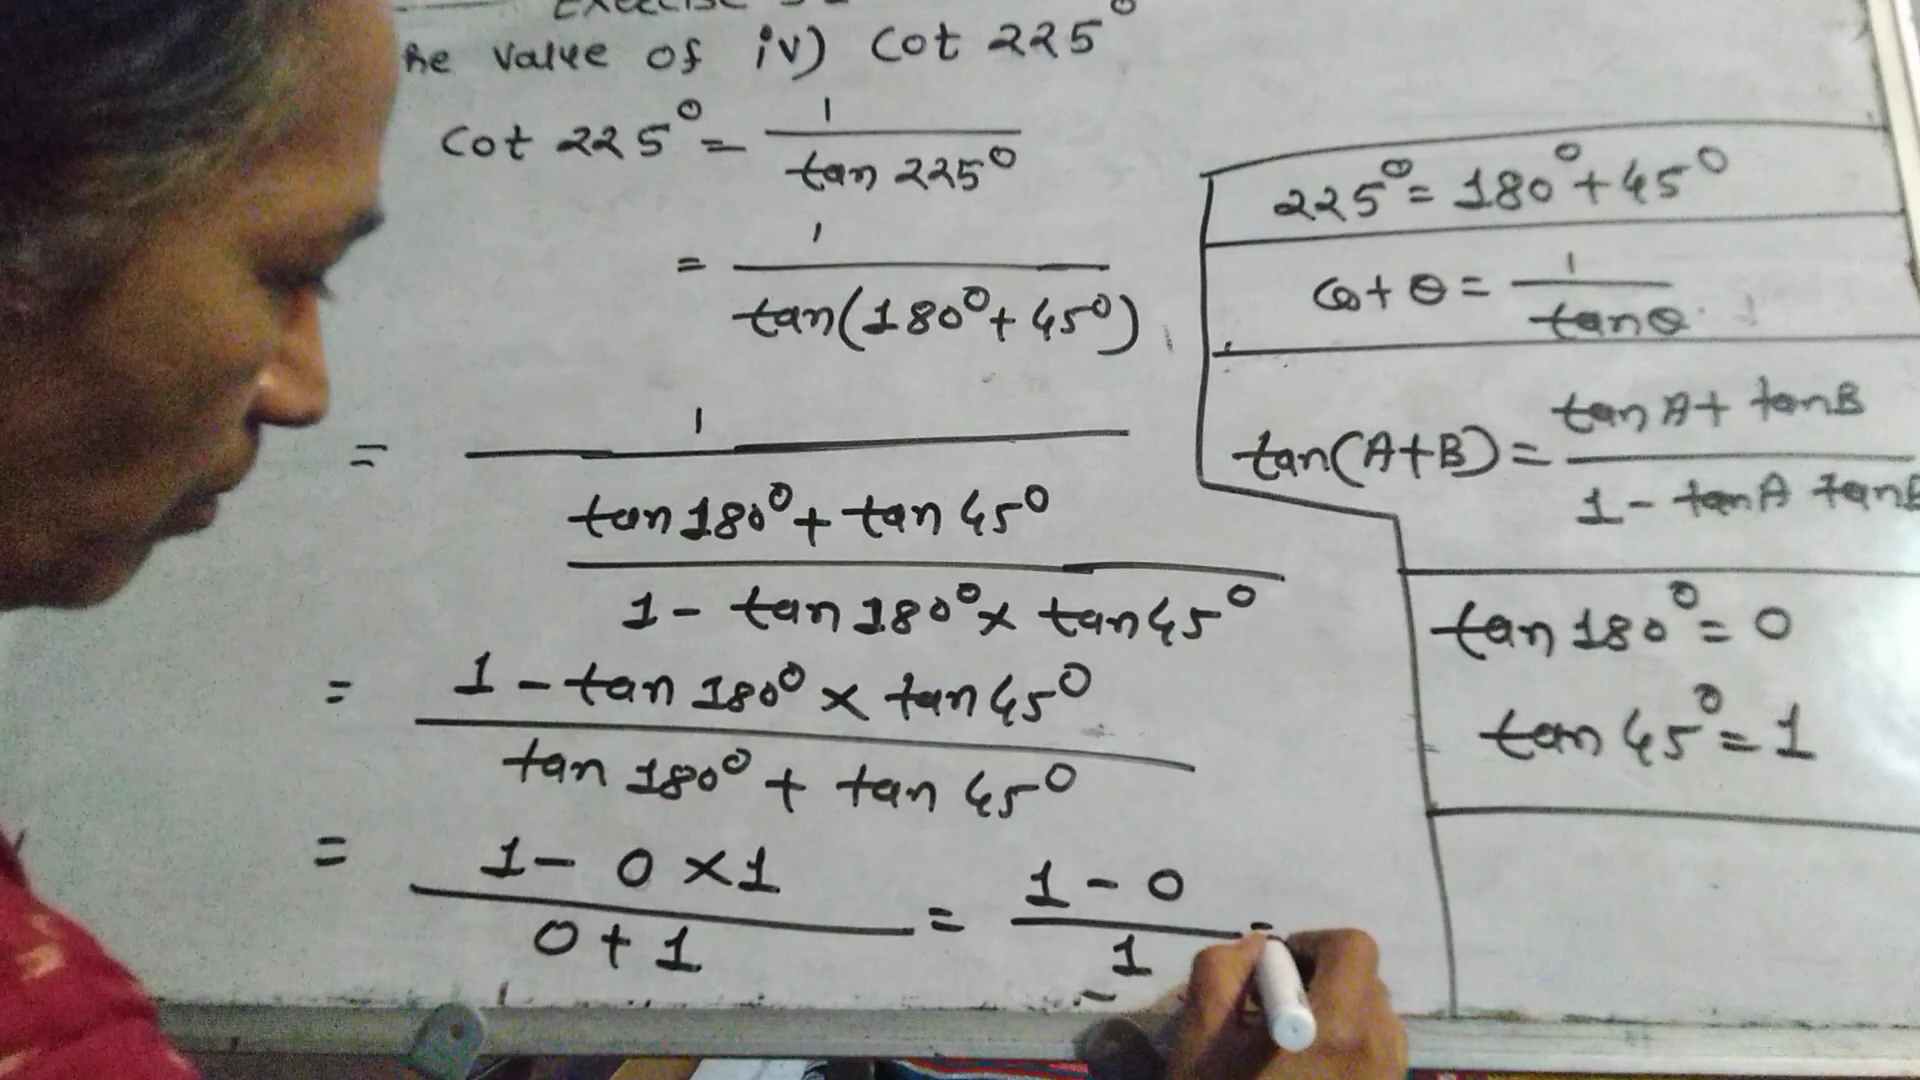 Exercise
he value of iv) Cot 225°
Cot 225° = 1 / tan 225°
= 1 / tan(180° + 45°)
= 1 / ((tan 180° + tan 45°) / (1 - tan 180° × tan 45°))
= (1 - tan 180° × tan 45°) / (tan 180° + tan 45°)
= (1 - 0 × 1) / (0 + 1) = (1 - 0) / 1 =
225° = 180° + 45°
Cot θ = 1 / tan θ
tan(A+B) = (tan A + tan B) / (1 - tan A tan B)
tan 180° = 0
tan 45° = 1